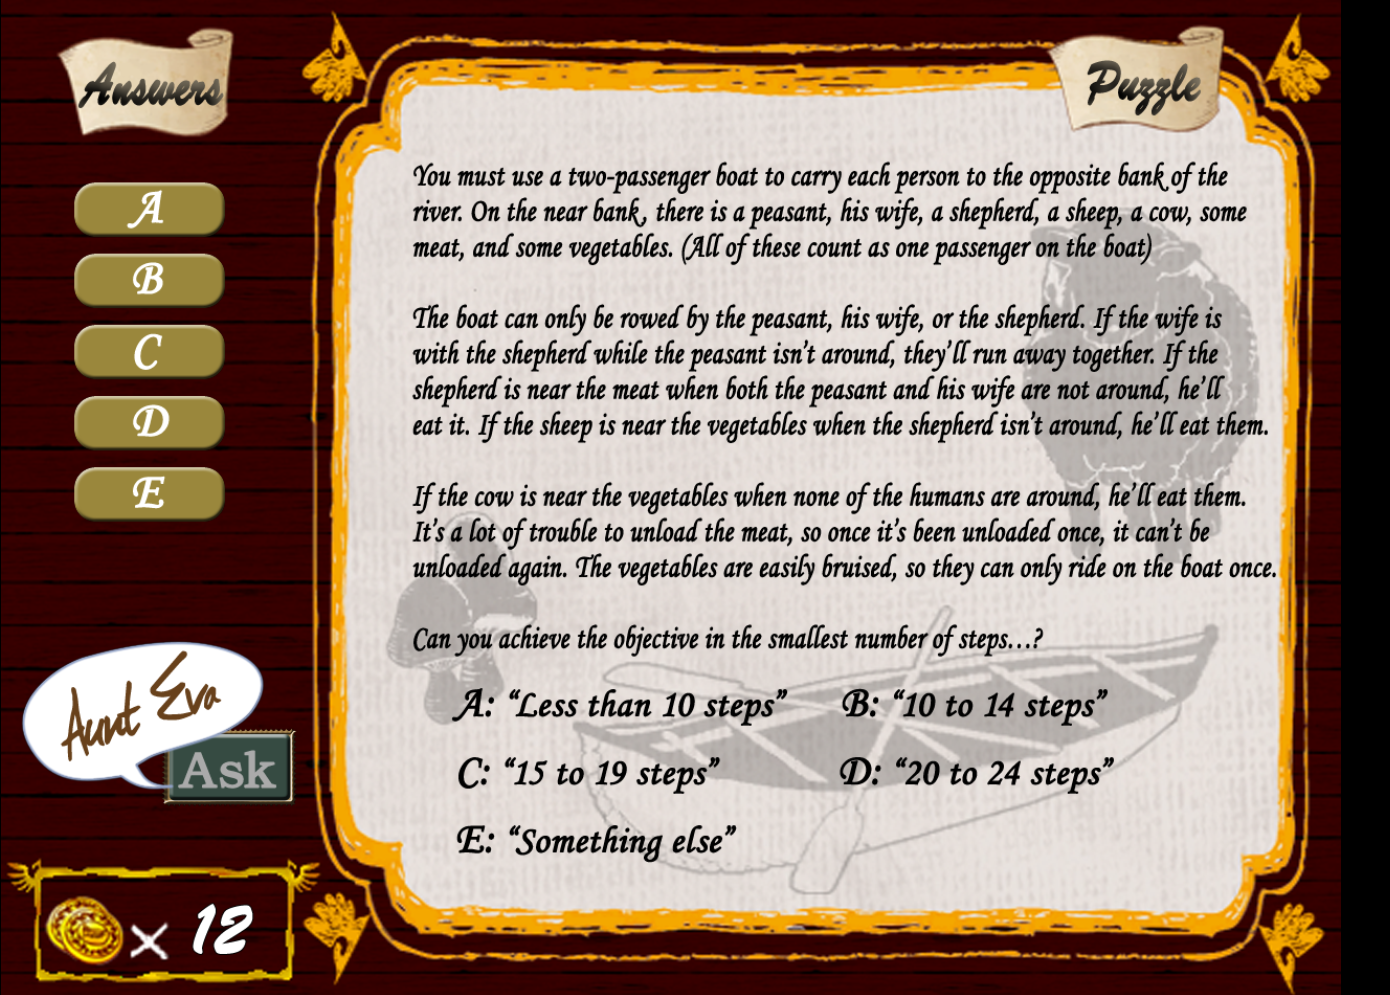 Answers
Puzzle
A
B
C
D
E
You must use a two-passenger boat to carry each person to the opposite bank of the
river. On the near bank, there is a peasant, his wife, a shepherd, a sheep, a cow, some
meat, and some vegetables. (All of these count as one passenger on the boat)
The boat can only be rowed by the peasant, his wife, or the shepherd. If the wife is
with the shepherd while the peasant isn't around, they'll run away together. If the
shepherd is near the meat when both the peasant and his wife are not around, he'll
eat it. If the sheep is near the vegetables when the shepherd isn't around, he'll eat them.
If the cow is near the vegetables when none of the humans are around, he'll eat them.
It's a lot of trouble to unload the meat, so once it's been unloaded once, it can't be
unloaded again. The vegetables are easily bruised, so they can only ride on the boat once.
Can you achieve the objective in the smallest number of steps...?
A: "Less than 10 steps" B: "10 to 14 steps"
C: "15 to 19 steps" D: "20 to 24 steps"
E: "Something else"
Aunt Eva
Ask
x 12